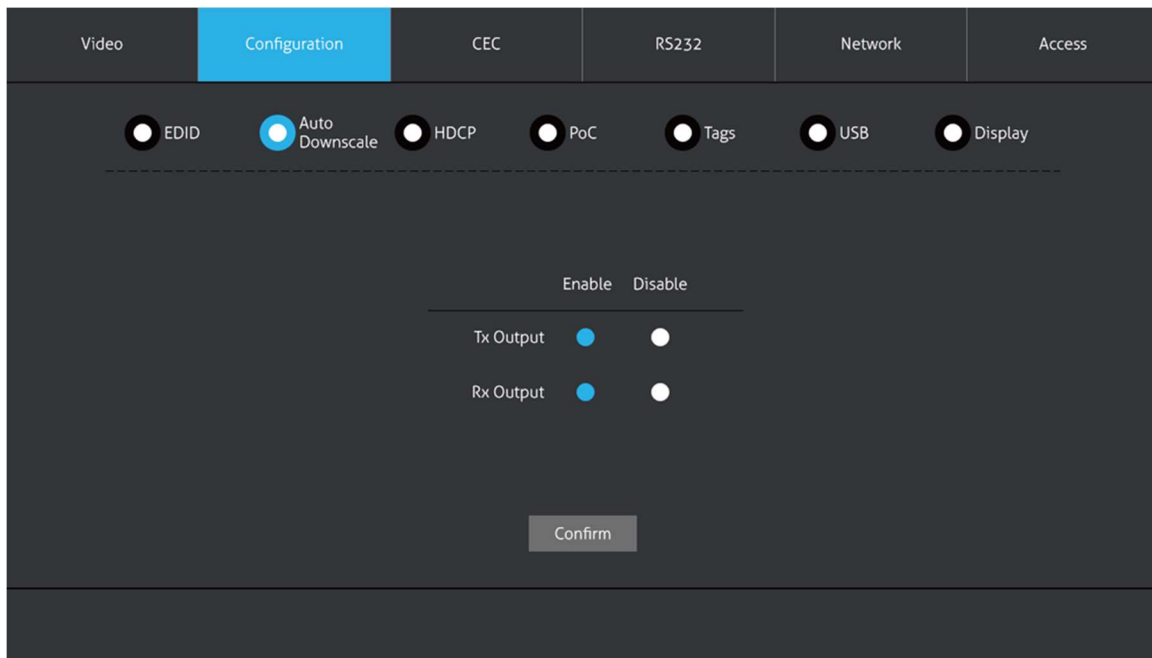 Video Configuration CEC RS232 Network Access
EDID Auto Downscale HDCP PoC Tags USB Display
Enable Disable
Tx Output
Rx Output
Confirm